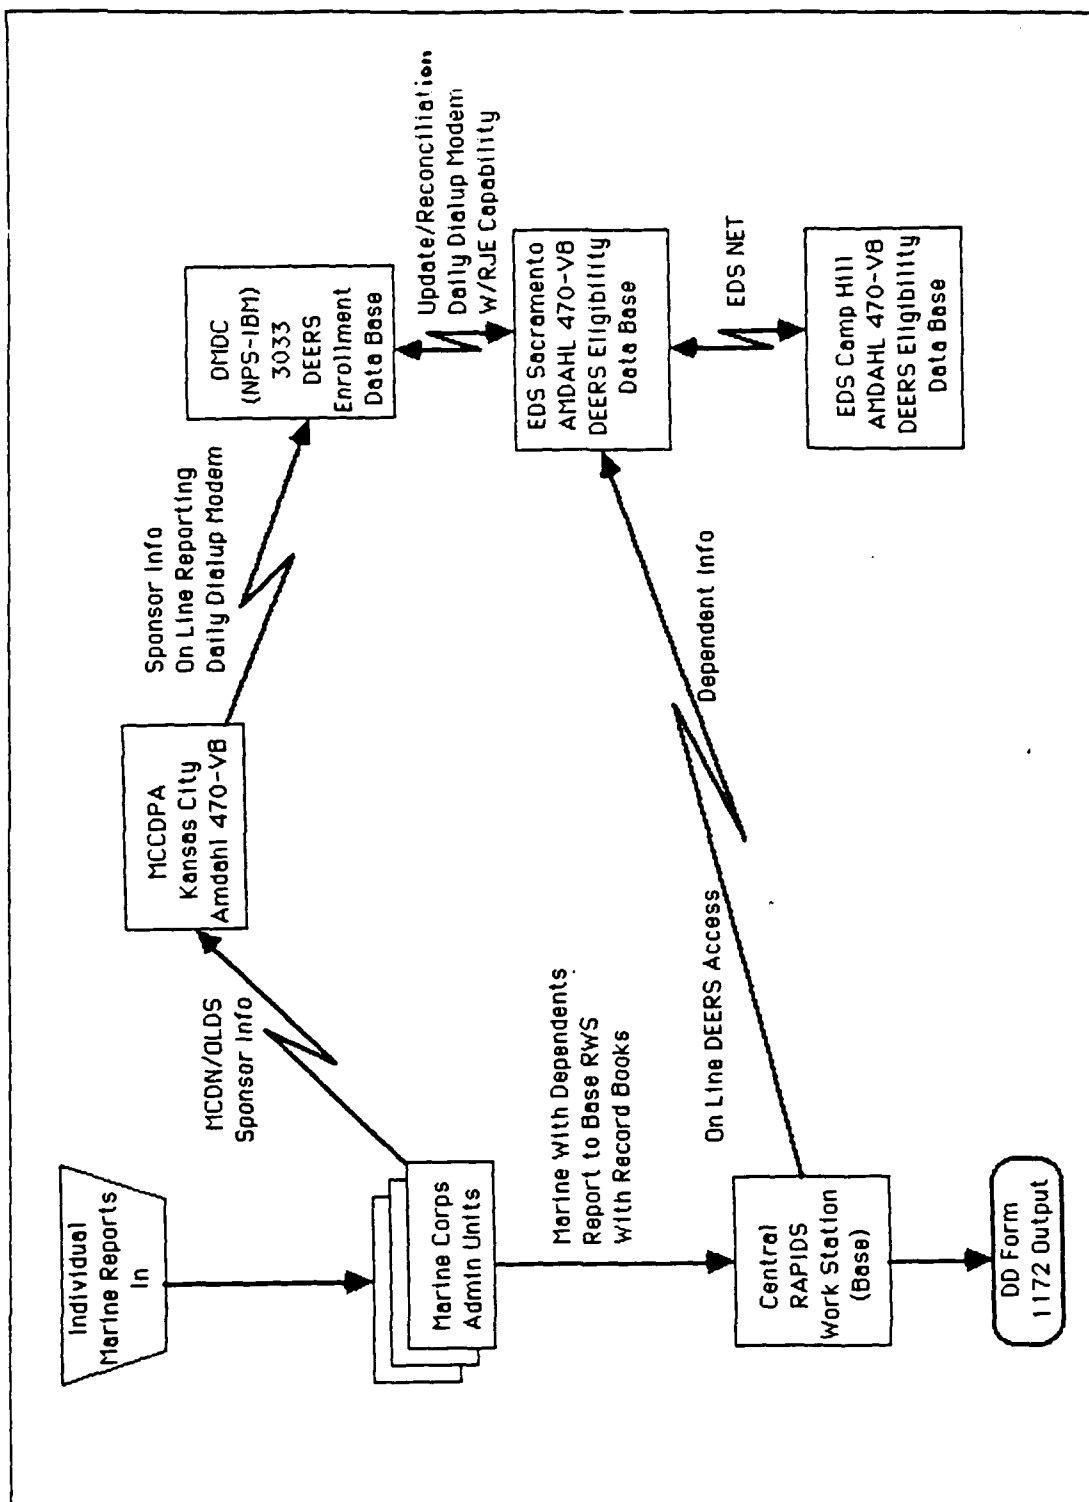 Individual
Marine Reports
In
MCDN/OLDS
Sponsor Info
MCCDPA
Kansas City
Amdahl 470-V8
Sponsor Info
On Line Reporting
Daily Dialup Modem
DMDC
(NPS-IBM)
3033
DEERS
Enrollment
Data Base
Update/Reconciliation
Daily Dialup Modem
W/RJE Capability
Marine Corps
Admin Units
Marine With Dependents
Report to Base RWS
With Record Books
EDS Sacramento
AMDAHL 470-V8
DEERS Eligibility
Data Base
EDS NET
Central
RAPIDS
Work Station
(Base)
On Line DEERS Access
Dependent Info
EDS Camp Hill
AMDAHL 470-V8
DEERS Eligibility
Data Base
DD Form
1172 Output